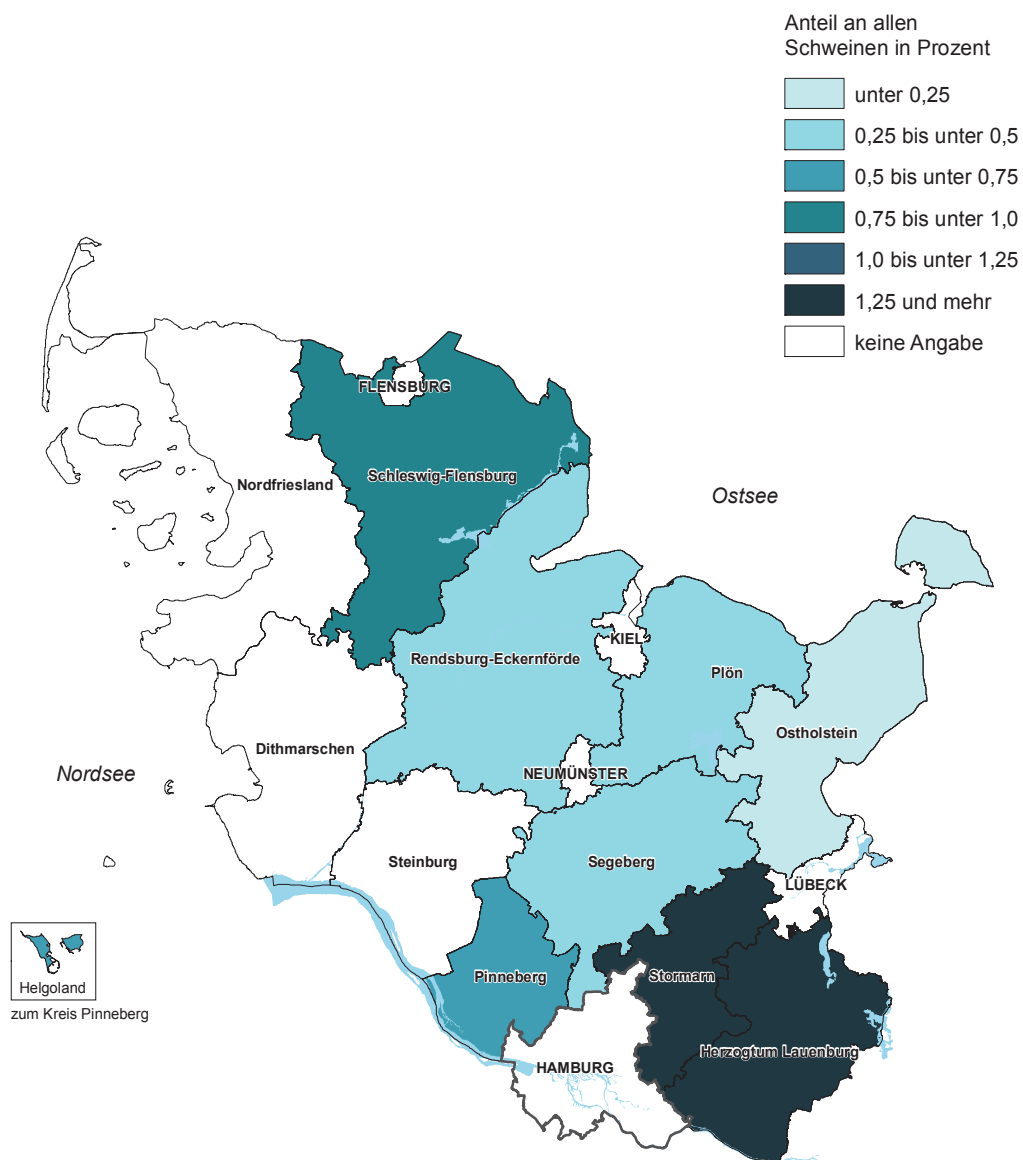 Anteil an allen
Schweinen in Prozent
unter 0,25
0,25 bis unter 0,5
0,5 bis unter 0,75
0,75 bis unter 1,0
1,0 bis unter 1,25
1,25 und mehr
keine Angabe
FLENSBURG
Schleswig-Flensburg
Nordfriesland
Ostsee
KIEL
Rendsburg-Eckernförde
Plön
Ostholstein
Dithmarschen
Nordsee
NEUMÜNSTER
Steinburg
Segeberg
LÜBECK
Pinneberg
Stormarn
Helgoland
zum Kreis Pinneberg
Herzogtum Lauenburg
HAMBURG